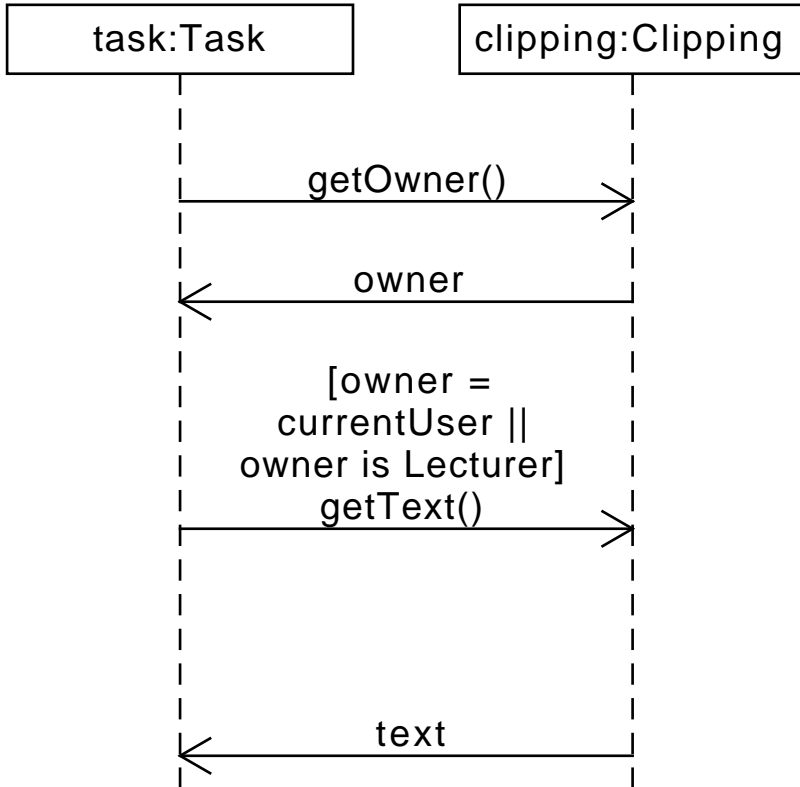 task:Task
clipping:Clipping
getOwner()
owner
[owner =
currentUser ||
owner is Lecturer]
getText()
text